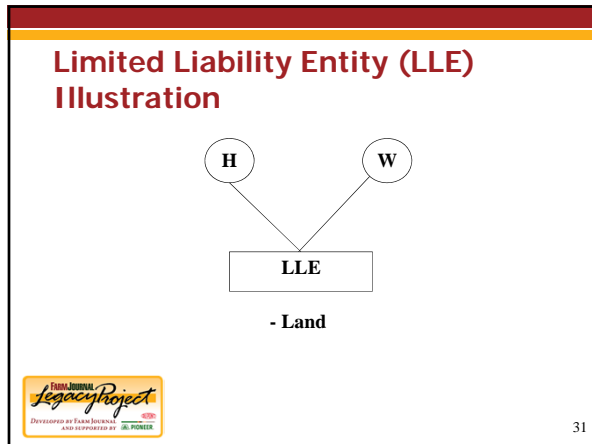 Limited Liability Entity (LLE)
Illustration
H
W
LLE
- Land
FARM JOURNAL
Legacy Project
DEVELOPED BY FARM JOURNAL
AND SUPPORTED BY
PIONEER
31